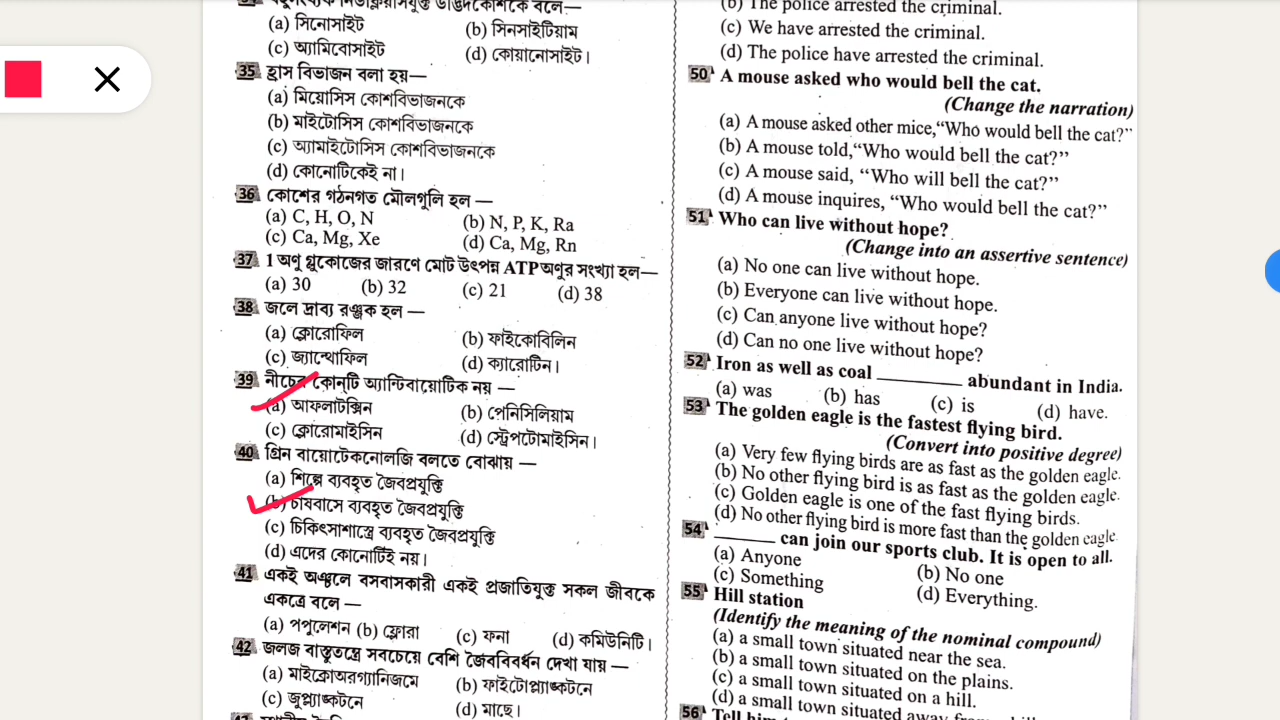 (a) সিনোসাইট (b) সিনসাইটিয়াম
(c) অ্যামিবোসাইট (d) কোয়ানোসাইট।
35 হ্রাস বিভাজন বলা হয়—
(a) মিয়োসিস কোশবিভাজনকে
(b) মাইটোসিস কোশবিভাজনকে
(c) অ্যামাইটোসিস কোশবিভাজনকে
(d) কোনোটিকেই না।
36 কোশের গঠনগত মৌলগুলি হল —
(a) C, H, O, N (b) N, P, K, Ra
(c) Ca, Mg, Xe (d) Ca, Mg, Rn
37 1 অণু গ্লুকোজের জারণে মোট উৎপন্ন ATP অণুর সংখ্যা হল—
(a) 30 (b) 32 (c) 21 (d) 38
38 জলে দ্রাব্য রঞ্জক হল —
(a) ক্লোরোফিল (b) ফাইকোবিলিন
(c) জ্যান্থোফিল (d) ক্যারোটিন।
39 নীচের কোন্‌টি অ্যান্টিবায়োটিক নয় —
(a) আফলাটক্সিন (b) পেনিসিলিয়াম
(c) ক্লোরোমাইসিন (d) স্ট্রেপটোমাইসিন।
40 গ্রিন বায়োটেকনোলজি বলতে বোঝায় —
(a) শিল্পে ব্যবহৃত জৈবপ্রযুক্তি
(b) চাষবাসে ব্যবহৃত জৈবপ্রযুক্তি
(c) চিকিৎসাশাস্ত্রে ব্যবহৃত জৈবপ্রযুক্তি
(d) এদের কোনোটিই নয়।
41 একই অঞ্চলে বসবাসকারী একই প্রজাতিযুক্ত সকল জীবকে
একত্রে বলে —
(a) পপুলেশন (b) ফ্লোরা (c) ফনা (d) কমিউনিটি।
42 জলজ বাস্তুতন্ত্রে সবচেয়ে বেশি জৈববিবর্ধন দেখা যায় —
(a) মাইক্রোঅরগ্যানিজমে (b) ফাইটোপ্ল্যাঙ্কটনে
(c) জুপ্ল্যাঙ্কটনে (d) মাছে।
(b) The police arrested the criminal.
(c) We have arrested the criminal.
(d) The police have arrested the criminal.
50 A mouse asked who would bell the cat.
(Change the narration)
(a) A mouse asked other mice,“Who would bell the cat?”
(b) A mouse told,“Who would bell the cat?”
(c) A mouse said, “Who will bell the cat?”
(d) A mouse inquires, “Who would bell the cat?”
51 Who can live without hope?
(Change into an assertive sentence)
(a) No one can live without hope.
(b) Everyone can live without hope.
(c) Can anyone live without hope?
(d) Can no one live without hope?
52 Iron as well as coal ________ abundant in India.
(a) was (b) has (c) is (d) have.
53 The golden eagle is the fastest flying bird.
(Convert into positive degree)
(a) Very few flying birds are as fast as the golden eagle.
(b) No other flying bird is as fast as the golden eagle.
(c) Golden eagle is one of the fast flying birds.
(d) No other flying bird is more fast than the golden eagle.
54 ______ can join our sports club. It is open to all.
(a) Anyone (b) No one
(c) Something (d) Everything.
55 Hill station
(Identify the meaning of the nominal compound)
(a) a small town situated near the sea.
(b) a small town situated on the plains.
(c) a small town situated on a hill.
(d) a small town situated away from
56 Tell him